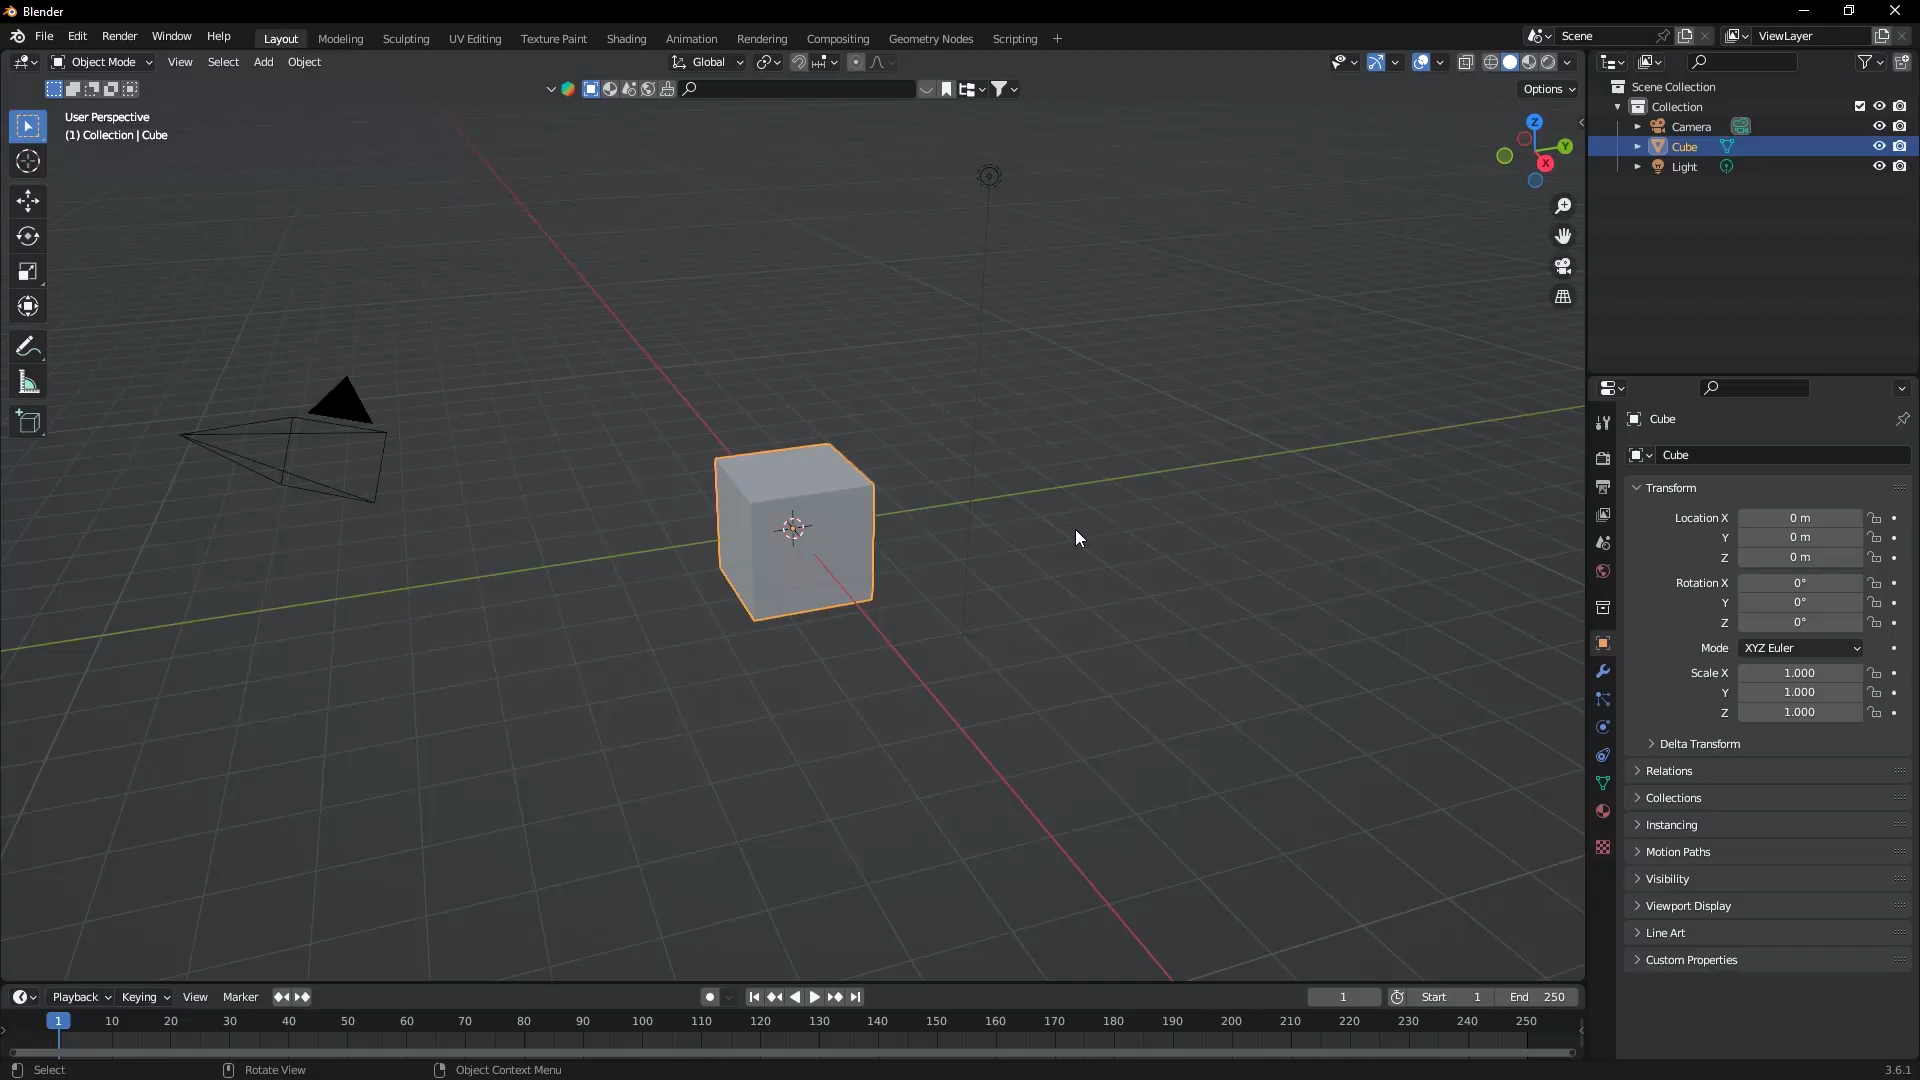 Blender
File Edit Render Window Help Layout Modeling Sculpting UV Editing Texture Paint Shading Animation Rendering Compositing Geometry Nodes Scripting + Scene ViewLayer
Object Mode View Select Add Object Global
Options
User Perspective
(1) Collection | Cube
Z
Y
X
Scene Collection
Collection
Camera
Cube
Light
Cube
Cube
Transform
Location X 0 m
Y 0 m
Z 0 m
Rotation X 0°
Y 0°
Z 0°
Mode XYZ Euler
Scale X 1.000
Y 1.000
Z 1.000
Delta Transform
Relations
Collections
Instancing
Motion Paths
Visibility
Viewport Display
Line Art
Custom Properties
Playback Keying View Marker 1 Start 1 End 250
1 10 20 30 40 50 60 70 80 90 100 110 120 130 140 150 160 170 180 190 200 210 220 230 240 250
Select Rotate View Object Context Menu 3.6.1